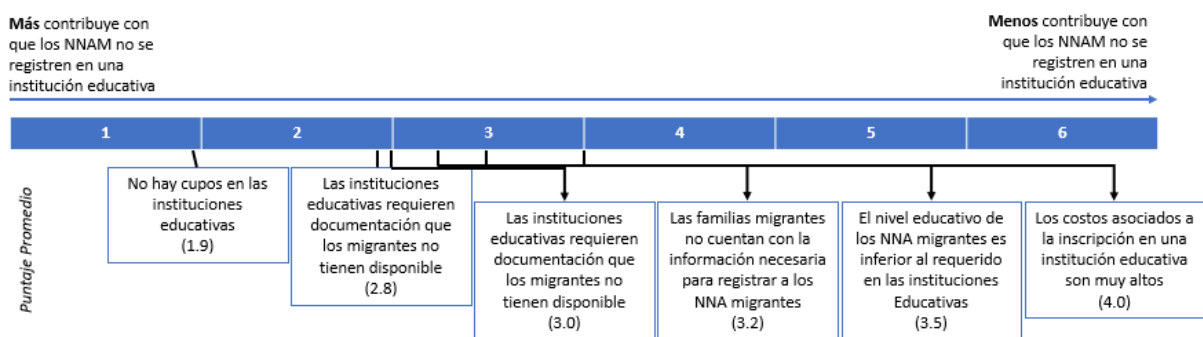 Más contribuye con
que los NNAM no se
registren en una
institución educativa
Menos contribuye con
que los NNAM no se
registren en una
institución educativa
1
2
3
4
5
6
Puntaje Promedio
No hay cupos en las
instituciones
educativas
(1.9)
Las instituciones
educativas requieren
documentación que
los migrantes no
tienen disponible
(2.8)
Las instituciones
educativas requieren
documentación que
los migrantes no
tienen disponible
(3.0)
Las familias migrantes
no cuentan con la
información necesaria
para registrar a los
NNA migrantes
(3.2)
El nivel educativo de
los NNA migrantes es
inferior al requerido
en las instituciones
Educativas
(3.5)
Los costos asociados a
la inscripción en una
institución educativa
son muy altos
(4.0)